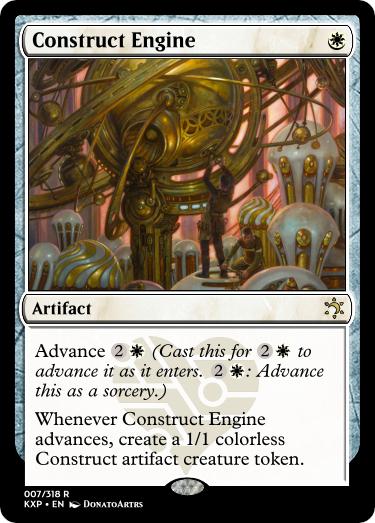 Construct Engine
Artifact
Advance 2 (Cast this for 2 to
advance it as it enters. 2 : Advance
this as a sorcery.)
Whenever Construct Engine
advances, create a 1/1 colorless
Construct artifact creature token.
007/318 R
KXP • EN DonatoArtrs